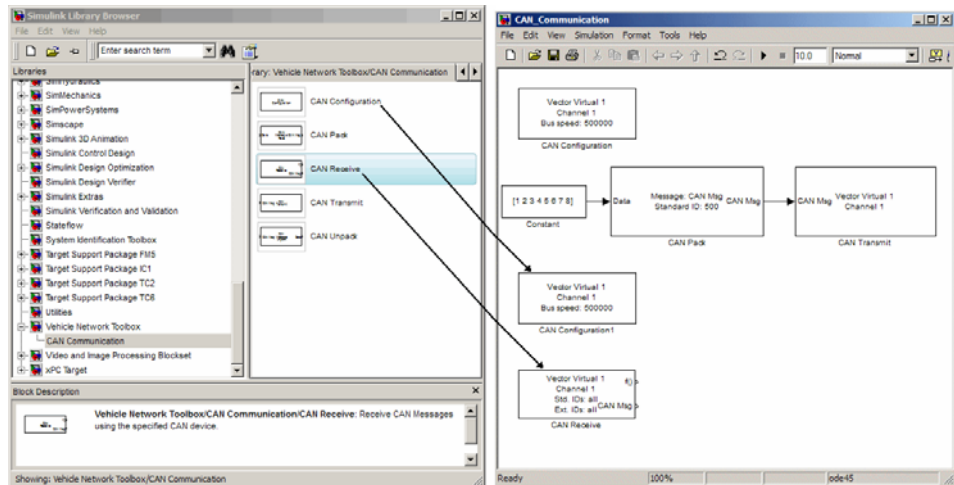 Simulink Library Browser
File Edit View Help
Enter search term
Libraries
SimHydraulics
SimMechanics
SimPowerSystems
Simscape
Simulink 3D Animation
Simulink Control Design
Simulink Design Optimization
Simulink Design Verifier
Simulink Extras
Simulink Verification and Validation
Stateflow
System Identification Toolbox
Target Support Package FM5
Target Support Package IC1
Target Support Package TC2
Target Support Package TC6
Utilities
Vehicle Network Toolbox
CAN Communication
Video and Image Processing Blockset
xPC Target
rary: Vehicle Network Toolbox/CAN Communication
CAN Configuration
CAN Pack
CAN Receive
CAN Transmit
CAN Unpack
Block Description
Vehicle Network Toolbox/CAN Communication/CAN Receive: Receive CAN Messages
using the specified CAN device.
Showing: Vehicle Network Toolbox/CAN Communication
CAN_Communication
File Edit View Simulation Format Tools Help
10.0 Normal
Vector Virtual 1
Channel 1
Bus speed: 500000
CAN Configuration
[1 2 3 4 5 6 7 8]
Constant
Data
Message: CAN Msg
Standard ID: 500
CAN Msg
CAN Pack
CAN Msg
Vector Virtual 1
Channel 1
CAN Transmit
Vector Virtual 1
Channel 1
Bus speed: 500000
CAN Configuration1
Vector Virtual 1
Channel 1
Std. IDs: all
Ext. IDs: all
f()
CAN Msg
CAN Receive
Ready 100% ode45